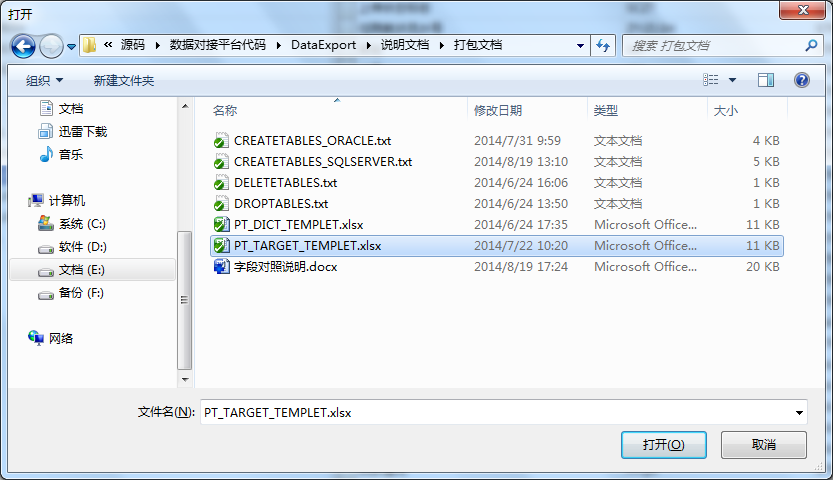 打开
« 源码 ▸ 数据对接平台代码 ▸ DataExport ▸ 说明文档 ▸ 打包文档
搜索 打包文档
组织 新建文件夹
文档
迅雷下载
音乐
计算机
系统 (C:)
软件 (D:)
文档 (E:)
备份 (F:)
网络
名称 修改日期 类型 大小
CREATETABLES_ORACLE.txt 2014/7/31 9:59 文本文档 4 KB
CREATETABLES_SQLSERVER.txt 2014/8/19 13:10 文本文档 5 KB
DELETETABLES.txt 2014/6/24 16:06 文本文档 1 KB
DROPTABLES.txt 2014/6/24 13:50 文本文档 1 KB
PT_DICT_TEMPLET.xlsx 2014/6/24 17:35 Microsoft Office... 11 KB
PT_TARGET_TEMPLET.xlsx 2014/7/22 10:20 Microsoft Office... 11 KB
字段对照说明.docx 2014/8/19 17:24 Microsoft Office... 20 KB
文件名(N): PT_TARGET_TEMPLET.xlsx
打开(O) 取消